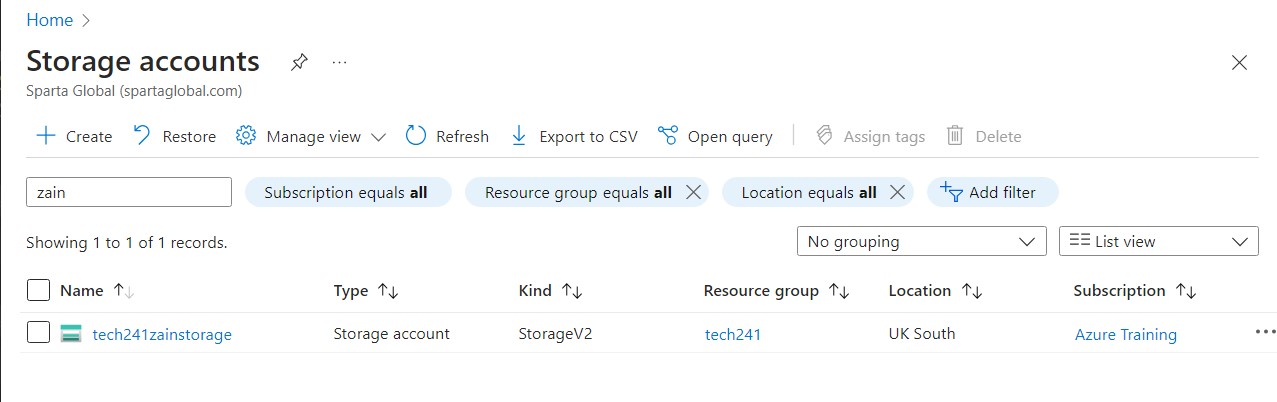 Home
Storage accounts
Sparta Global (spartaglobal.com)
Create Restore Manage view Refresh Export to CSV Open query Assign tags Delete
zain Subscription equals all Resource group equals all Location equals all Add filter
Showing 1 to 1 of 1 records. No grouping List view
Name Type Kind Resource group Location Subscription
tech241zainstorage Storage account StorageV2 tech241 UK South Azure Training